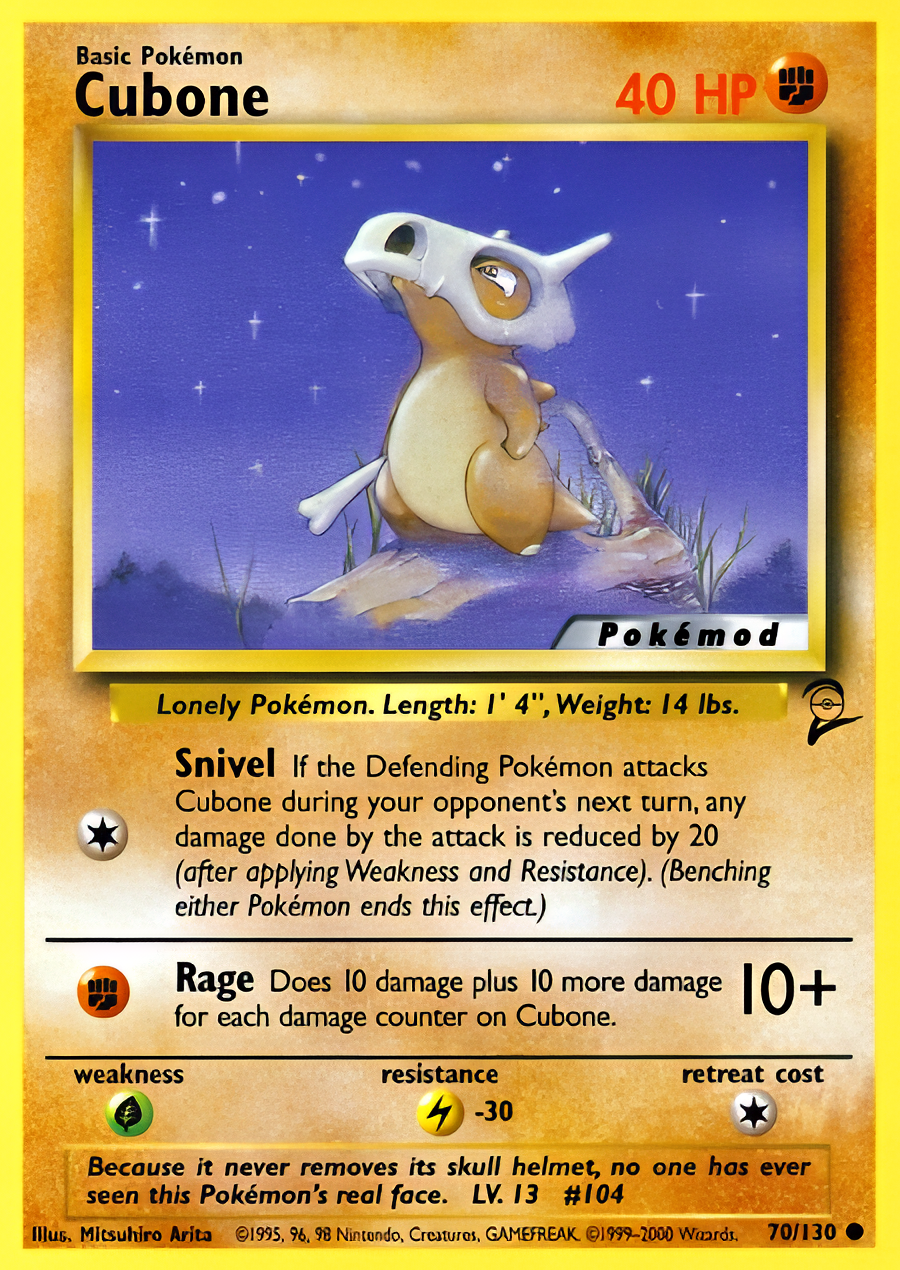 Basic Pokémon
Cubone
40 HP
Pokémod
Lonely Pokémon. Length: 1' 4", Weight: 14 lbs.
Snivel If the Defending Pokémon attacks
Cubone during your opponent's next turn, any
damage done by the attack is reduced by 20
(after applying Weakness and Resistance). (Benching
either Pokémon ends this effect.)
Rage Does 10 damage plus 10 more damage
for each damage counter on Cubone.
10+
weakness
resistance
retreat cost
-30
Because it never removes its skull helmet, no one has ever
seen this Pokémon's real face. LV. 13 #104
Illus. Mitsuhiro Arita ©1995, 96, 98 Nintendo, Creatures, GAMEFREAK. ©1999–2000 Wizards. 70/130